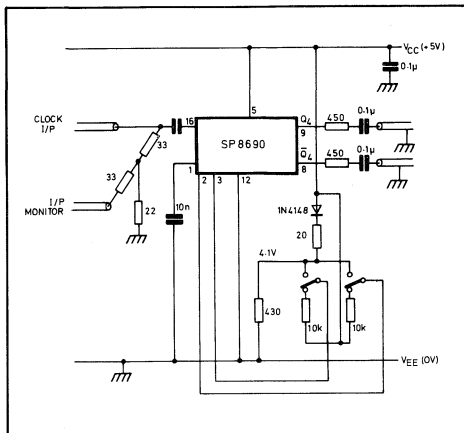 VCC (+5V)
0.1µ
CLOCK
I/P
16
5
SP8690
Q4
9
450
0.1µ
33
33
1
2
3
12
Q̅4
8
450
0.1µ
I/P
MONITOR
22
10n
1N4148
20
4.1V
430
10k
10k
VEE (0V)